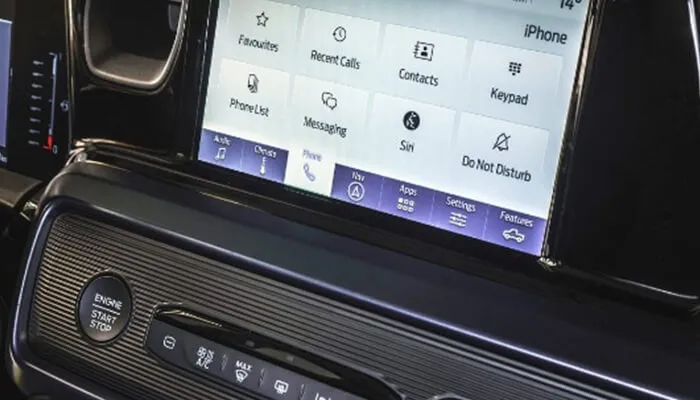 14°
iPhone
Favourites
Recent Calls
Contacts
Keypad
Phone List
Messaging
Siri
Do Not Disturb
Audio
Climate
Phone
Nav
Apps
Settings
Features
ENGINE
START
STOP
MAX
A/C
0